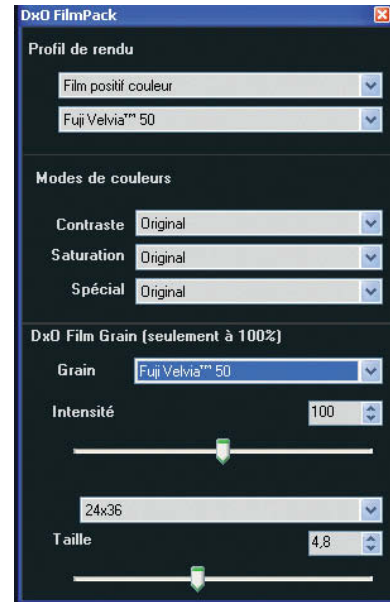 DxO FilmPack
Profil de rendu
Film positif couleur
Fuji Velvia™ 50
Modes de couleurs
Contraste Original
Saturation Original
Spécial Original
DxO Film Grain (seulement à 100%)
Grain Fuji Velvia™ 50
Intensité 100
24x36
Taille 4,8